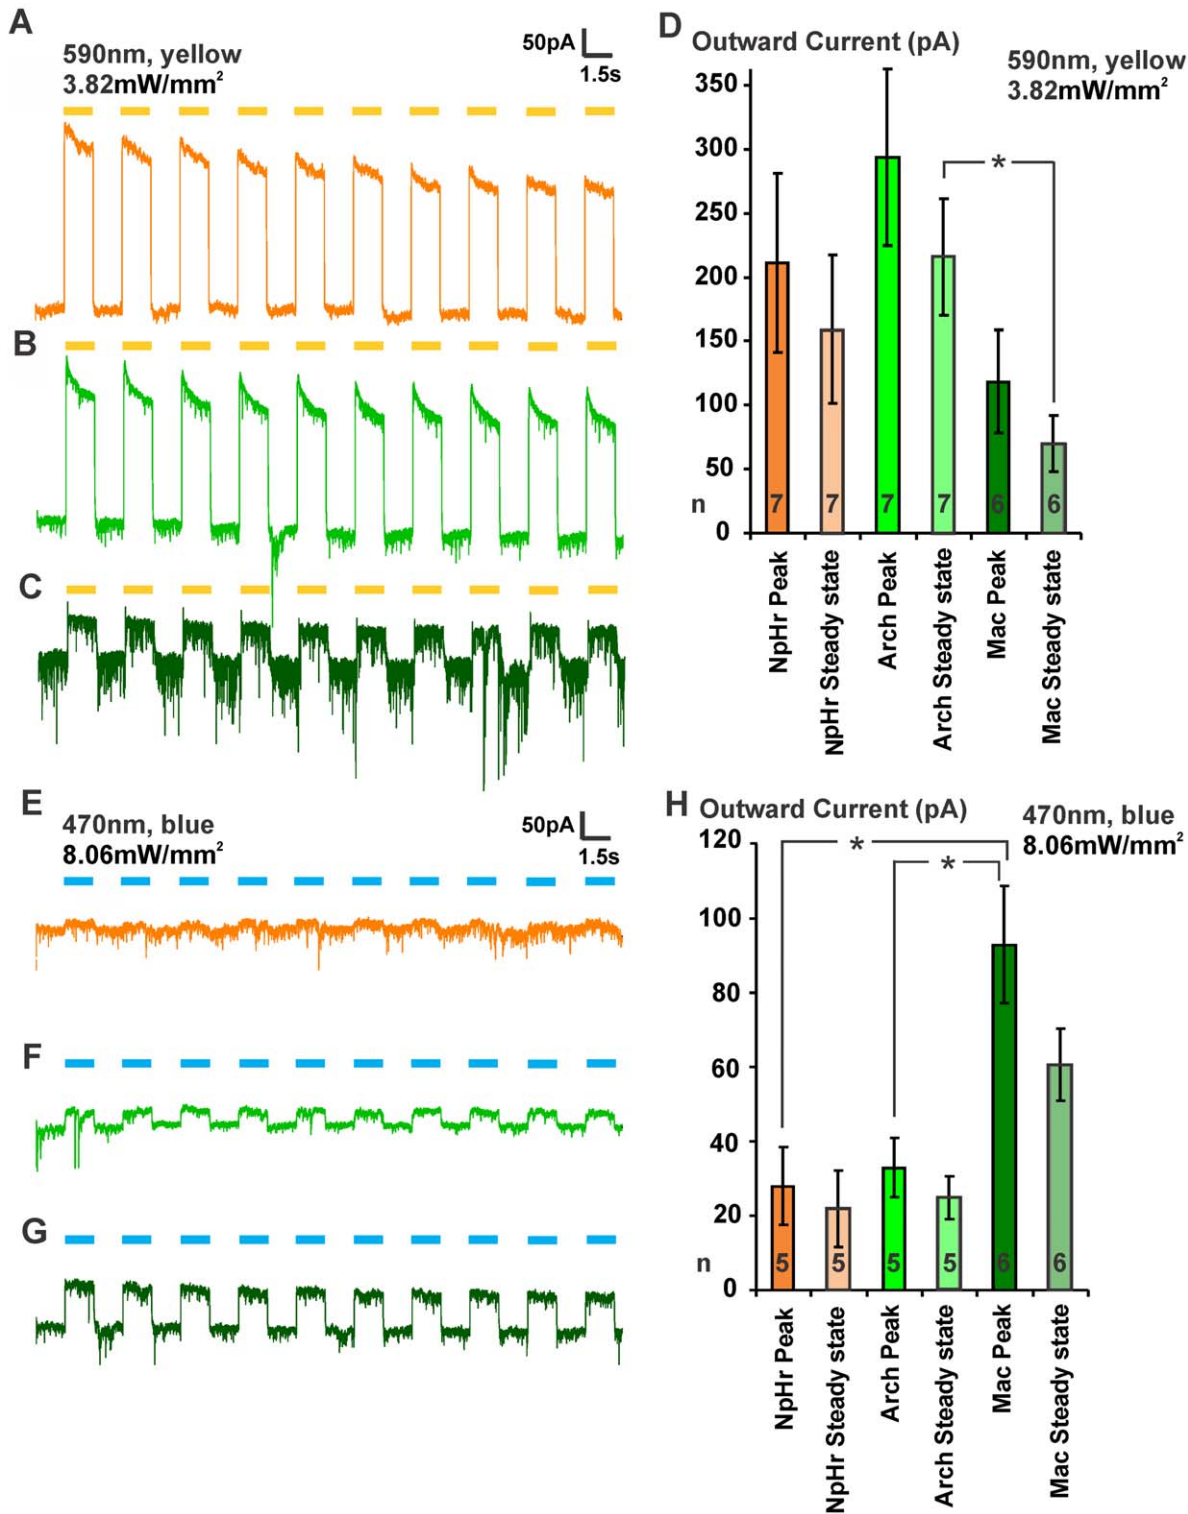 A
590nm, yellow
3.82mW/mm²
50pA
1.5s
B
C
D
Outward Current (pA)
590nm, yellow
3.82mW/mm²
350
300
250
200
150
100
50
0
*
n
7
7
7
7
6
6
NpHr Peak
NpHr Steady state
Arch Peak
Arch Steady state
Mac Peak
Mac Steady state
E
470nm, blue
8.06mW/mm²
50pA
1.5s
F
G
H
Outward Current (pA)
470nm, blue
8.06mW/mm²
120
100
80
60
40
20
0
*
*
n
5
5
5
5
6
6
NpHr Peak
NpHr Steady state
Arch Peak
Arch Steady state
Mac Peak
Mac Steady state